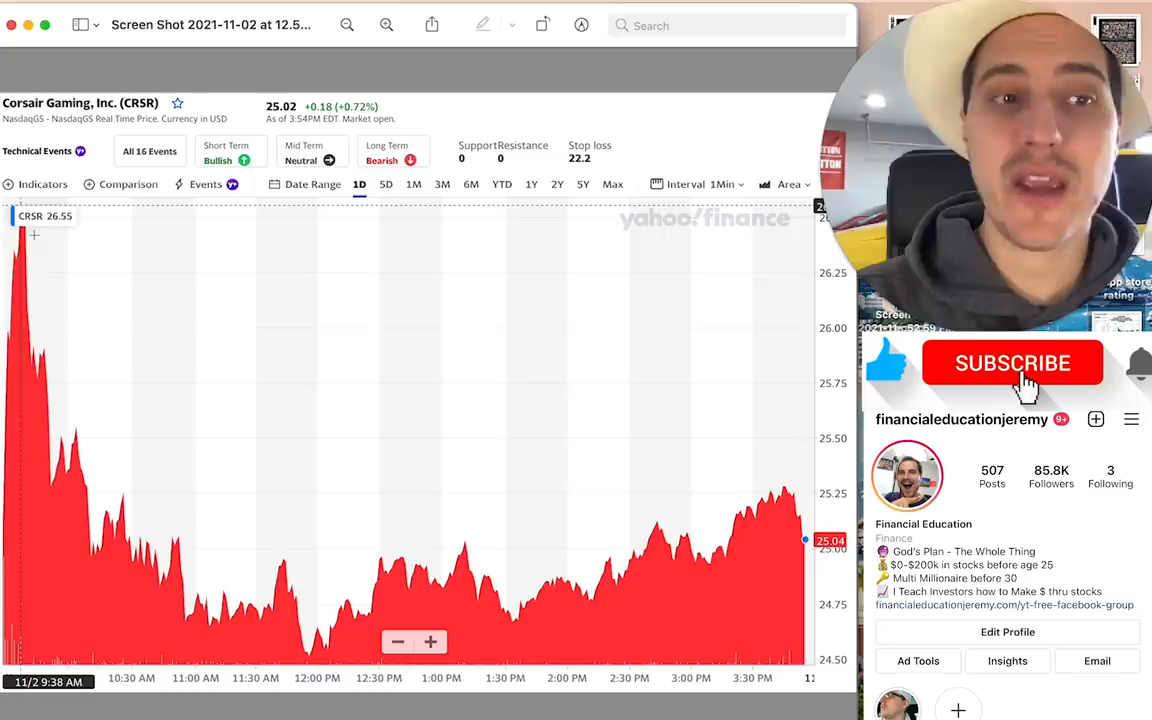 Screen Shot 2021-11-02 at 12.5...
Search
Corsair Gaming, Inc. (CRSR)
NasdaqGS - NasdaqGS Real Time Price. Currency in USD
25.02 +0.18 (+0.72%)
As of 3:54PM EDT. Market open.
Technical Events
All 16 Events
Short Term
Bullish
Mid Term
Neutral
Long Term
Bearish
Support
0
Resistance
0
Stop loss
22.2
Indicators
Comparison
Events
Date Range
1D 5D 1M 3M 6M YTD 1Y 2Y 5Y Max
Interval 1Min
Area
CRSR 26.55
yahoo!finance
26.25
26.00
25.75
25.50
25.25
25.04
25.00
24.75
24.50
11/2 9:38 AM
10:30 AM 11:00 AM 11:30 AM 12:00 PM 12:30 PM 1:00 PM 1:30 PM 2:00 PM 2:30 PM 3:00 PM 3:30 PM
BUTTON
app store
rating
Screen
SUBSCRIBE
financialeducationjeremy 9+
507
Posts
85.8K
Followers
3
Following
Financial Education
Finance
God's Plan - The Whole Thing
$0-$200k in stocks before age 25
Multi Millionaire before 30
I Teach Investors how to Make $ thru stocks
financialeducationjeremy.com/yt-free-facebook-group
Edit Profile
Ad Tools
Insights
Email